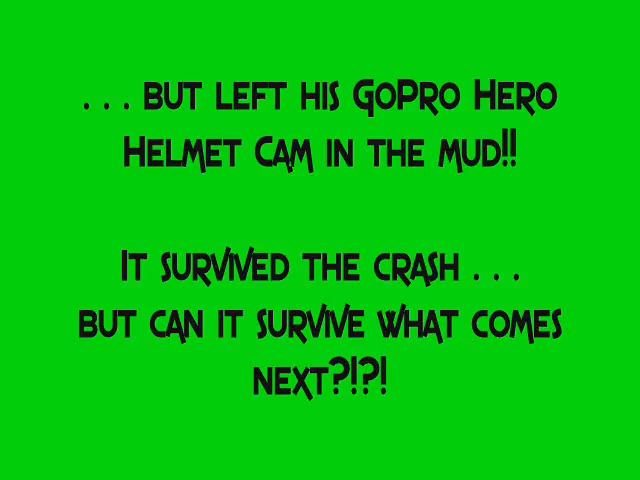 . . . but left his GoPro Hero
Helmet Cam in the mud!!
It survived the crash . . .
but can it survive what comes
next?!?!